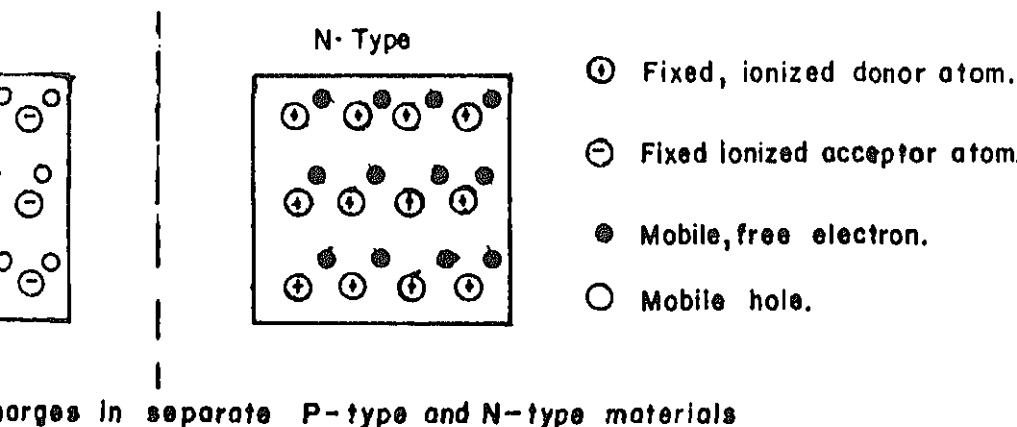 N-Type
Fixed, ionized donor atom.
Fixed ionized acceptor atom.
Mobile, free electron.
Mobile hole.
in separate P-type and N-type materials